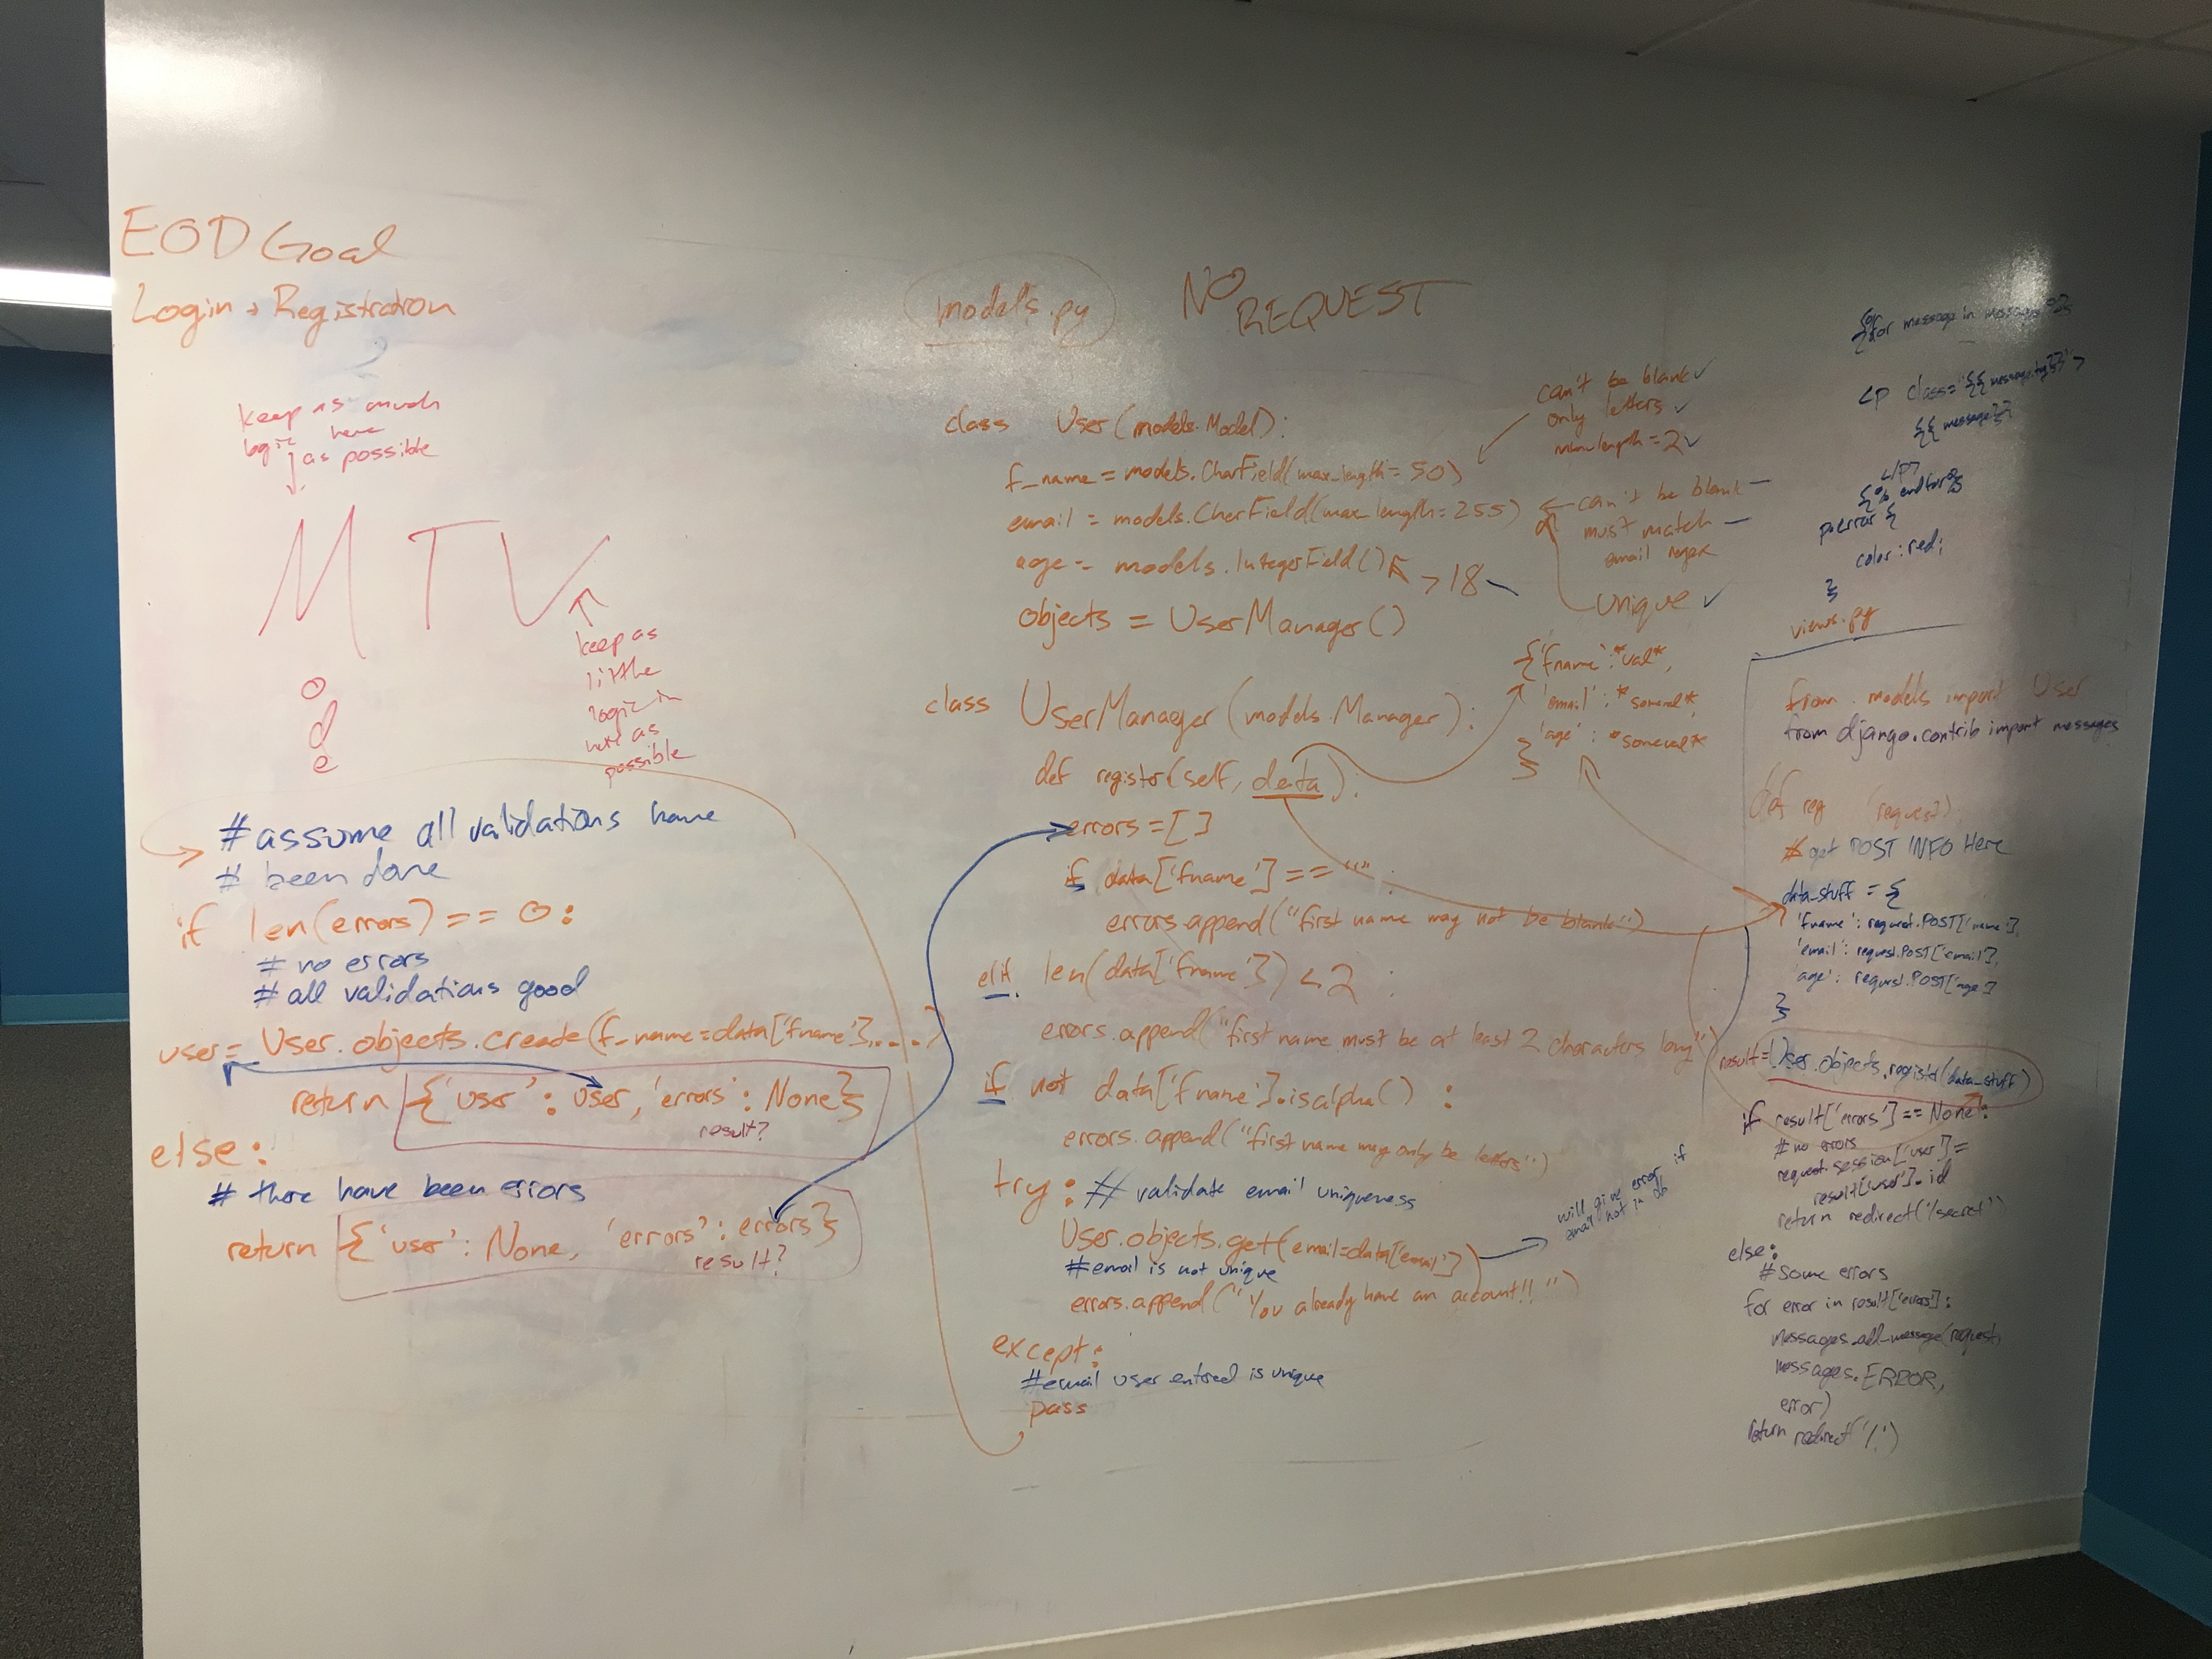 EOD Goal
Login + Registration
keep as much
logic here
as possible
M T V
o
d
e
keep as
little
logic in
here as
possible
# assume all validations have
# been done
if len(errors) == 0:
# no errors
# all validations good
user = User.objects.create(f_name=data['fname'], ....)
return {'user': user, 'errors': None}
result?
else:
# there have been errors
return {'user': None, 'errors': errors}
result?
models.py
NO REQUEST
class User(models.Model):
f_name = models.CharField(max_length=50)
email = models.CharField(max_length=255)
age = models.IntegerField()
objects = UserManager()
can't be blank ✓
only letters ✓
min length = 2 ✓
can't be blank
must match
email regex
> 18
unique ✓
class UserManager(models.Manager):
def register(self, data):
{'fname': *val*,
'email': *someval*,
'age': *someval*
}
errors = []
if data['fname'] == "":
errors.append("first name may not be blank")
elif len(data['fname']) < 2:
errors.append("first name must be at least 2 characters long")
if not data['fname'].isalpha():
errors.append("first name may only be letters")
try: # validate email uniqueness
User.objects.get(email=data['email'])
will give error if
email not in db
# email is not unique
errors.append("You already have an account!!")
except:
# email user entered is unique
pass
for message in messages %}
<p class="{{message.tag}}">
{{message}}
</p>
{% endfor %}
p.error {
color: red;
}
views.py
from .models import User
from django.contrib import messages
def reg (request):
# get POST INFO Here
data_stuff = {
'fname': request.POST['name'],
'email': request.POST['email'],
'age': request.POST['age']
}
result = User.objects.register(data_stuff)
if result['errors'] == None:
# no errors
request.session['user'] =
result['user'].id
return redirect('/secret')
else:
# some errors
for error in result['errors']:
messages.add_message(request,
messages.ERROR,
error)
return redirect('/')